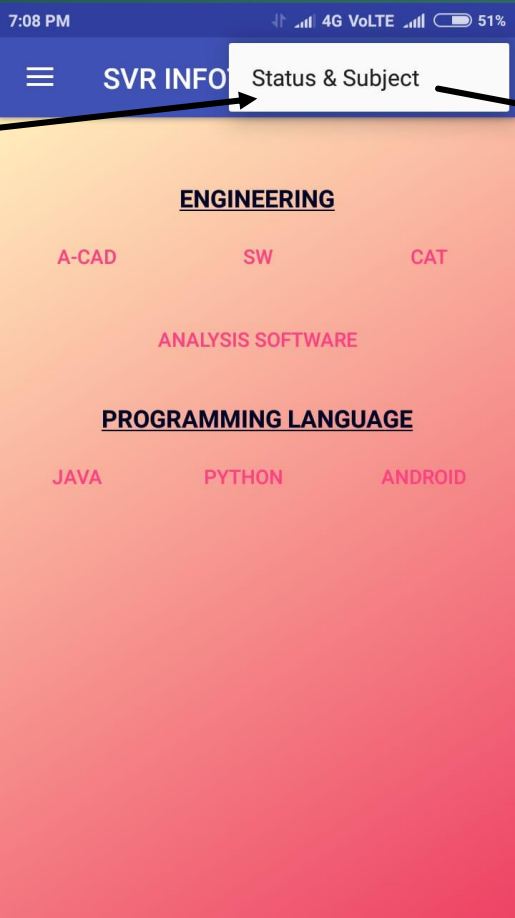 7:08 PM 4G VoLTE 51%
SVR INFO
Status & Subject
ENGINEERING
A-CAD SW CAT
ANALYSIS SOFTWARE
PROGRAMMING LANGUAGE
JAVA PYTHON ANDROID